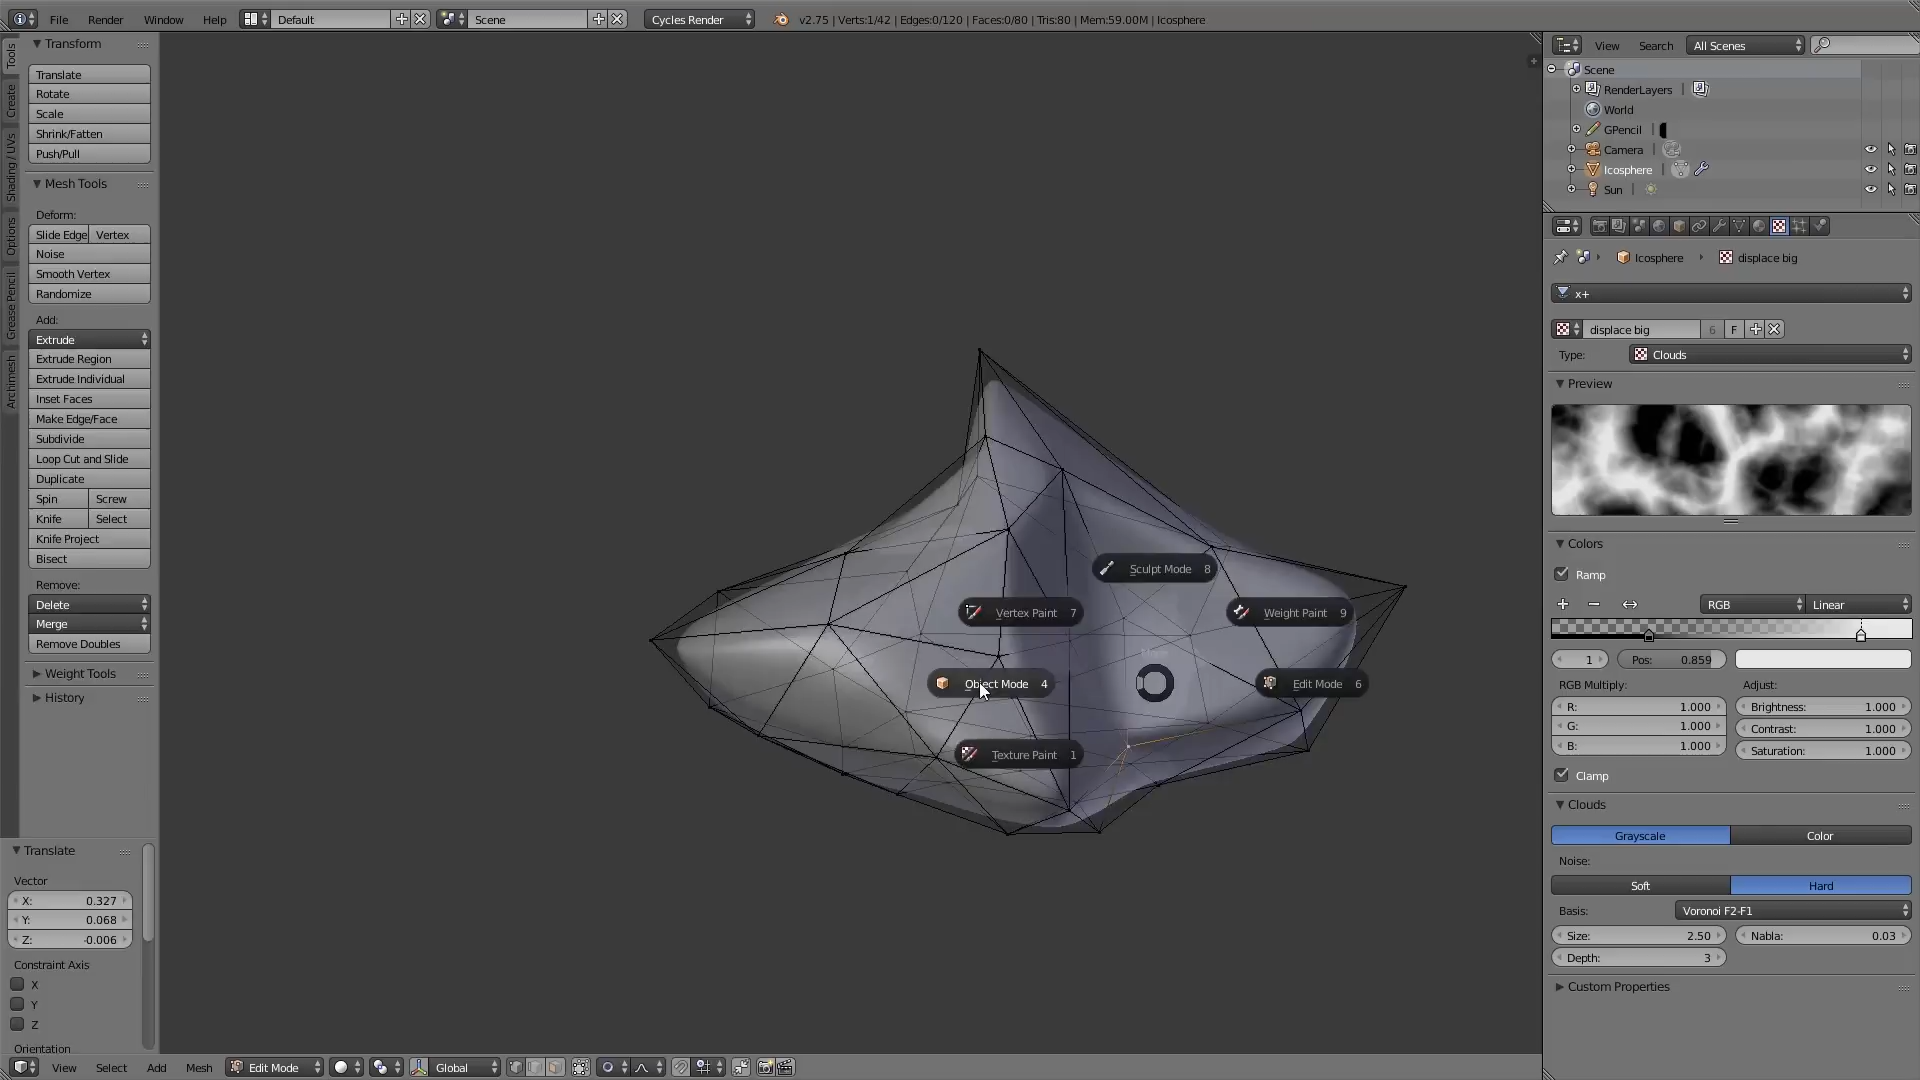 File Render Window Help Default Scene Cycles Render v2.75 | Verts:1/42 | Edges:0/120 | Faces:0/80 | Tris:80 | Mem:59.00M | Icosphere
Tools
Create
Shading / UVs
Options
Grease Pencil
Archimesh
Transform
Translate
Rotate
Scale
Shrink/Fatten
Push/Pull
Mesh Tools
Deform:
Slide Edge Vertex
Noise
Smooth Vertex
Randomize
Add:
Extrude
Extrude Region
Extrude Individual
Inset Faces
Make Edge/Face
Subdivide
Loop Cut and Slide
Duplicate
Spin Screw
Knife Select
Knife Project
Bisect
Remove:
Delete
Merge
Remove Doubles
Weight Tools
History
Translate
Vector
X: 0.327
Y: 0.068
Z: -0.006
Constraint Axis
X
Y
Z
Orientation
Sculpt Mode 8
Vertex Paint 7
Weight Paint 9
Object Mode 4
Edit Mode 6
Texture Paint 1
View Select Add Mesh Edit Mode Global
View Search All Scenes
Scene
RenderLayers |
World
GPencil |
Camera |
Icosphere |
Sun |
Icosphere displace big
x+
displace big 6 F
Type: Clouds
Preview
Colors
Ramp
RGB Linear
1 Pos: 0.859
RGB Multiply: Adjust:
R: 1.000 Brightness: 1.000
G: 1.000 Contrast: 1.000
B: 1.000 Saturation: 1.000
Clamp
Clouds
Grayscale Color
Noise:
Soft Hard
Basis: Voronoi F2-F1
Size: 2.50 Nabla: 0.03
Depth: 3
Custom Properties